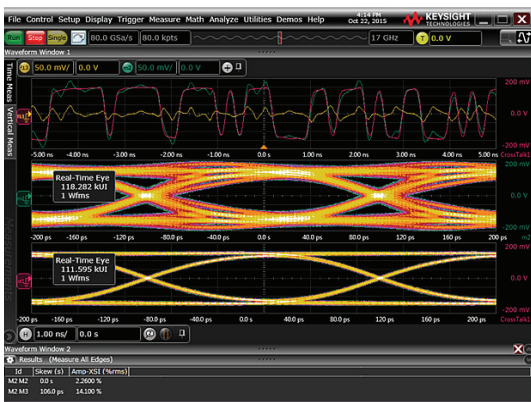 File Control Setup Display Trigger Measure Math Analyze Utilities Demos Help
4:14 PM
Oct 22, 2015
KEYSIGHT
TECHNOLOGIES
Run Stop Single 80.0 GSa/s 80.0 kpts 17 GHz T 0.0 V
Waveform Window 1
50.0 mV/ 0.0 V 50.0 mV/ 0.0 V
Time Meas
Vertical Meas
Measurements
200 mV
0.0 V
-200 mV
CrossTalk1
-5.00 ns -4.00 ns -3.00 ns -2.00 ns -1.00 ns 0.0 s 1.00 ns 2.00 ns 3.00 ns 4.00 ns 5.00 ns
Real-Time Eye
118.282 kUI
1 Wfms
200 mV
0.0 V
-200 mV
m2
-200 ps -160 ps -120 ps -80.0 ps -40.0 ps 0.0 s 40.0 ps 80.0 ps 120 ps 160 ps 200 ps
Real-Time Eye
111.595 kUI
1 Wfms
200 mV
0.0 V
-200 mV
CrossTalk1
-200 ps -160 ps -120 ps -80.0 ps -40.0 ps 0.0 s 40.0 ps 80.0 ps 120 ps 160 ps 200 ps
H 1.00 ns/ 0.0 s
Waveform Window 2
Results (Measure All Edges)
Id Skew (s) Amp-XSI (%rms)
M2 M2 0.0 s 2.2600 %
M2 M3 106.0 ps 14.100 %